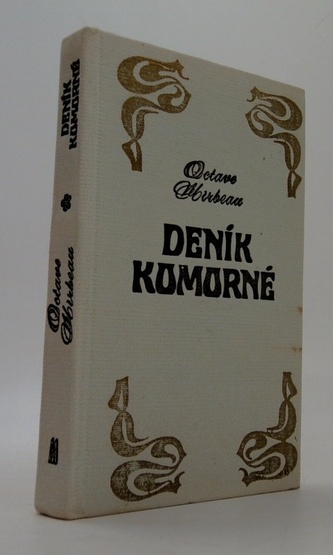 Octave
Mirbeau
DENÍK
KOMORNÉ
DENÍK
KOMORNÉ
Octave
Mirbeau